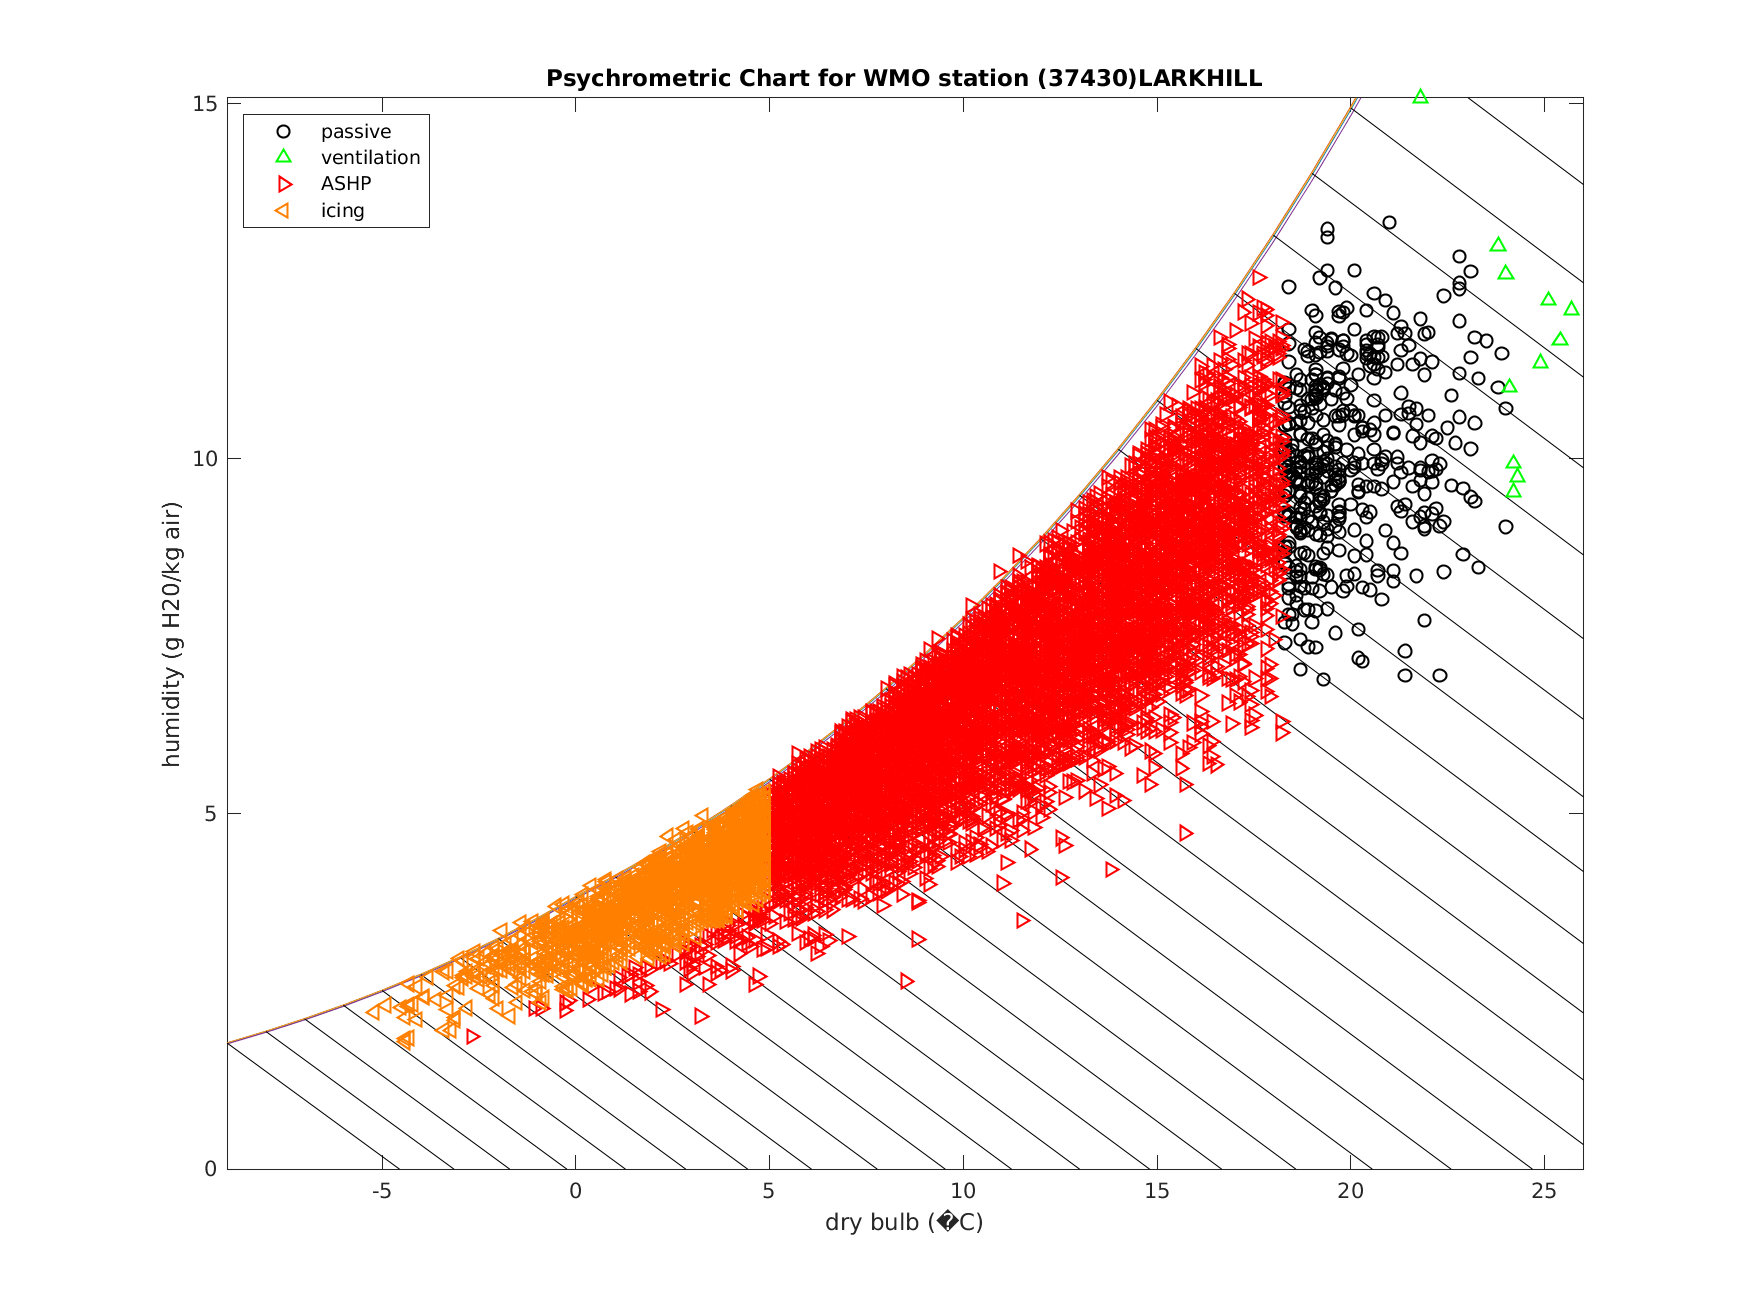 Psychrometric Chart for WMO station (37430)LARKHILL
passive
ventilation
ASHP
icing
humidity (g H20/kg air)
15
10
5
0
-5 0 5 10 15 20 25
dry bulb (�C)